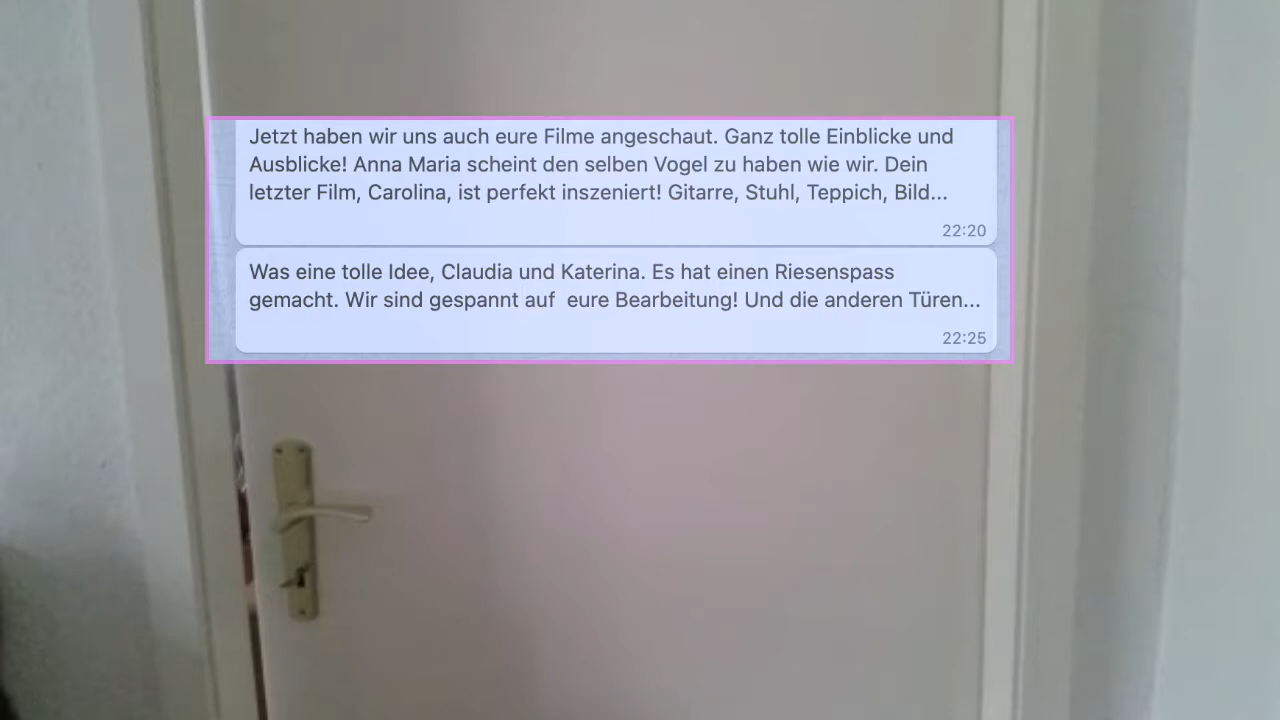 Jetzt haben wir uns auch eure Filme angeschaut. Ganz tolle Einblicke und
Ausblicke! Anna Maria scheint den selben Vogel zu haben wie wir. Dein
letzter Film, Carolina, ist perfekt inszeniert! Gitarre, Stuhl, Teppich, Bild...
22:20
Was eine tolle Idee, Claudia und Katerina. Es hat einen Riesenspass
gemacht. Wir sind gespannt auf  eure Bearbeitung! Und die anderen Türen...
22:25